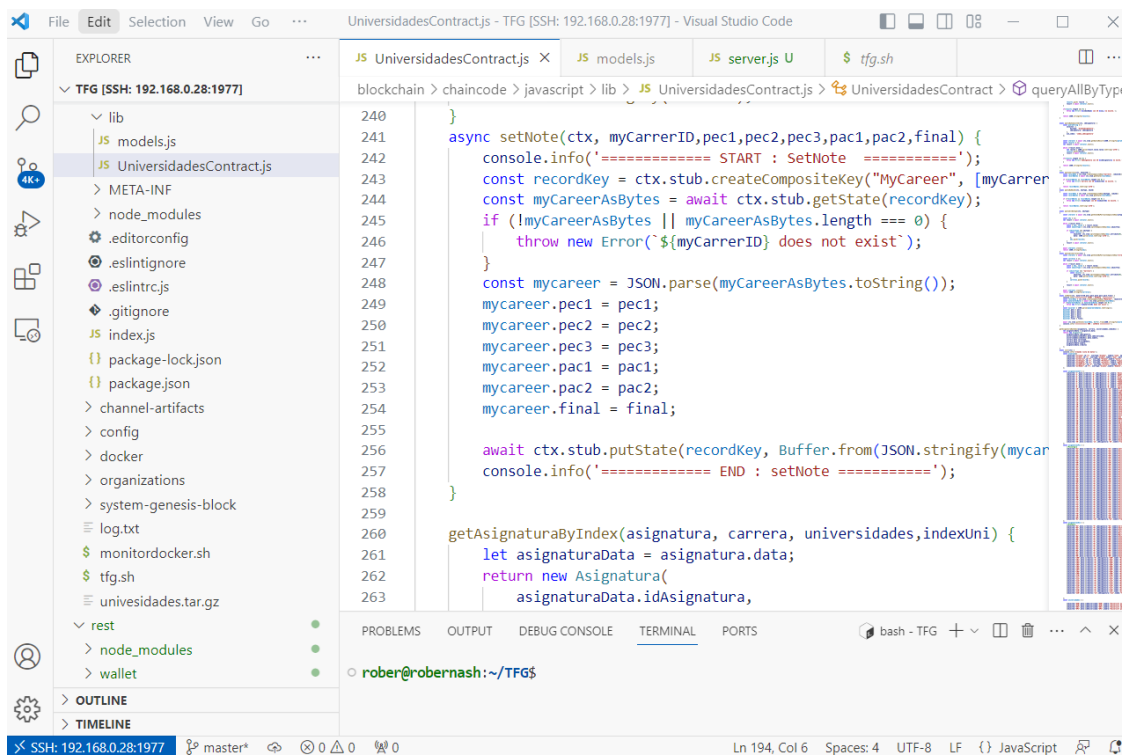 File Edit Selection View Go ··· UniversidadesContract.js - TFG [SSH: 192.168.0.28:1977] - Visual Studio Code
EXPLORER ···
TFG [SSH: 192.168.0.28:1977]
lib
JS models.js
JS UniversidadesContract.js
META-INF
node_modules
.editorconfig
.eslintignore
.eslintrc.js
.gitignore
JS index.js
{} package-lock.json
{} package.json
channel-artifacts
config
docker
organizations
system-genesis-block
log.txt
$ monitordocker.sh
$ tfg.sh
univesidades.tar.gz
rest
node_modules
wallet
OUTLINE
TIMELINE
4K+
JS UniversidadesContract.js JS models.js JS server.js U $ tfg.sh ···
blockchain > chaincode > javascript > lib > JS UniversidadesContract.js > UniversidadesContract > queryAllByType
240 }
241 async setNote(ctx, myCarrerID,pec1,pec2,pec3,pac1,pac2,final) {
242 console.info('============= START : SetNote ===========');
243 const recordKey = ctx.stub.createCompositeKey("MyCareer", [myCarrer
244 const myCareerAsBytes = await ctx.stub.getState(recordKey);
245 if (!myCareerAsBytes || myCareerAsBytes.length === 0) {
246 throw new Error(`${myCarrerID} does not exist`);
247 }
248 const mycareer = JSON.parse(myCareerAsBytes.toString());
249 mycareer.pec1 = pec1;
250 mycareer.pec2 = pec2;
251 mycareer.pec3 = pec3;
252 mycareer.pac1 = pac1;
253 mycareer.pac2 = pac2;
254 mycareer.final = final;
255
256 await ctx.stub.putState(recordKey, Buffer.from(JSON.stringify(mycar
257 console.info('============= END : setNote ===========');
258 }
259
260 getAsignaturaByIndex(asignatura, carrera, universidades,indexUni) {
261 let asignaturaData = asignatura.data;
262 return new Asignatura(
263 asignaturaData.idAsignatura,
PROBLEMS OUTPUT DEBUG CONSOLE TERMINAL PORTS bash - TFG ···
rober@robernash:~/TFG$
SSH: 192.168.0.28:1977 master* 0 0 0 Ln 194, Col 6 Spaces: 4 UTF-8 LF {} JavaScript